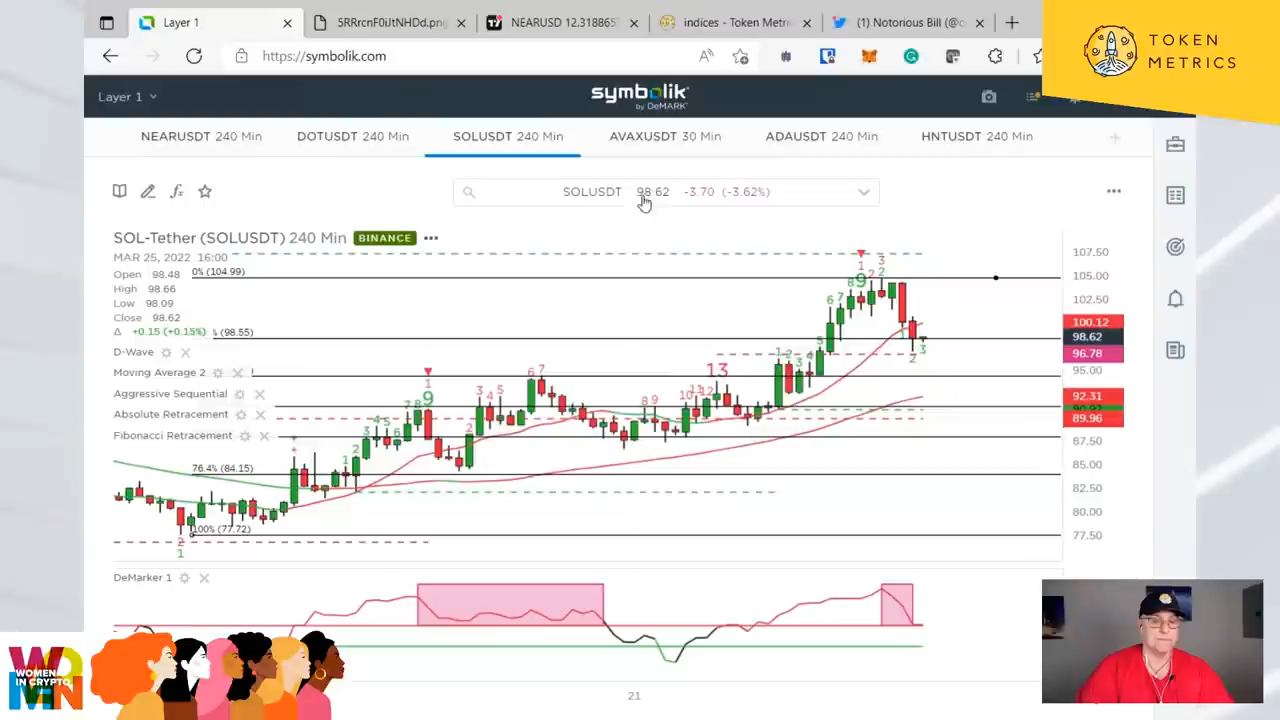 Layer 1
5RRrcnF0iJtNHDd.png
NEARUSD 12.318865
indices - Token Metri
(1) Notorious Bill (@c
https://symbolik.com
TOKEN
METRICS
Layer 1
symbolik
by DeMARK
NEARUSDT 240 Min
DOTUSDT 240 Min
SOLUSDT 240 Min
AVAXUSDT 30 Min
ADAUSDT 240 Min
HNTUSDT 240 Min
SOLUSDT 98.62 -3.70 (-3.62%)
SOL-Tether (SOLUSDT) 240 Min BINANCE
MAR 25, 2022 16:00
Open 98.48
High 98.66
Low 98.09
Close 98.62
Δ +0.15 (+0.15%)
D-Wave
Moving Average 2
Aggressive Sequential
Absolute Retracement
Fibonacci Retracement
0% (104.99)
% (98.55)
76.4% (84.15)
100% (77.72)
107.50
105.00
102.50
100.12
98.62
96.78
95.00
92.31
89.96
87.50
85.00
82.50
80.00
77.50
DeMarker 1
21
WOMEN
WOMEN
IN CRYPTO